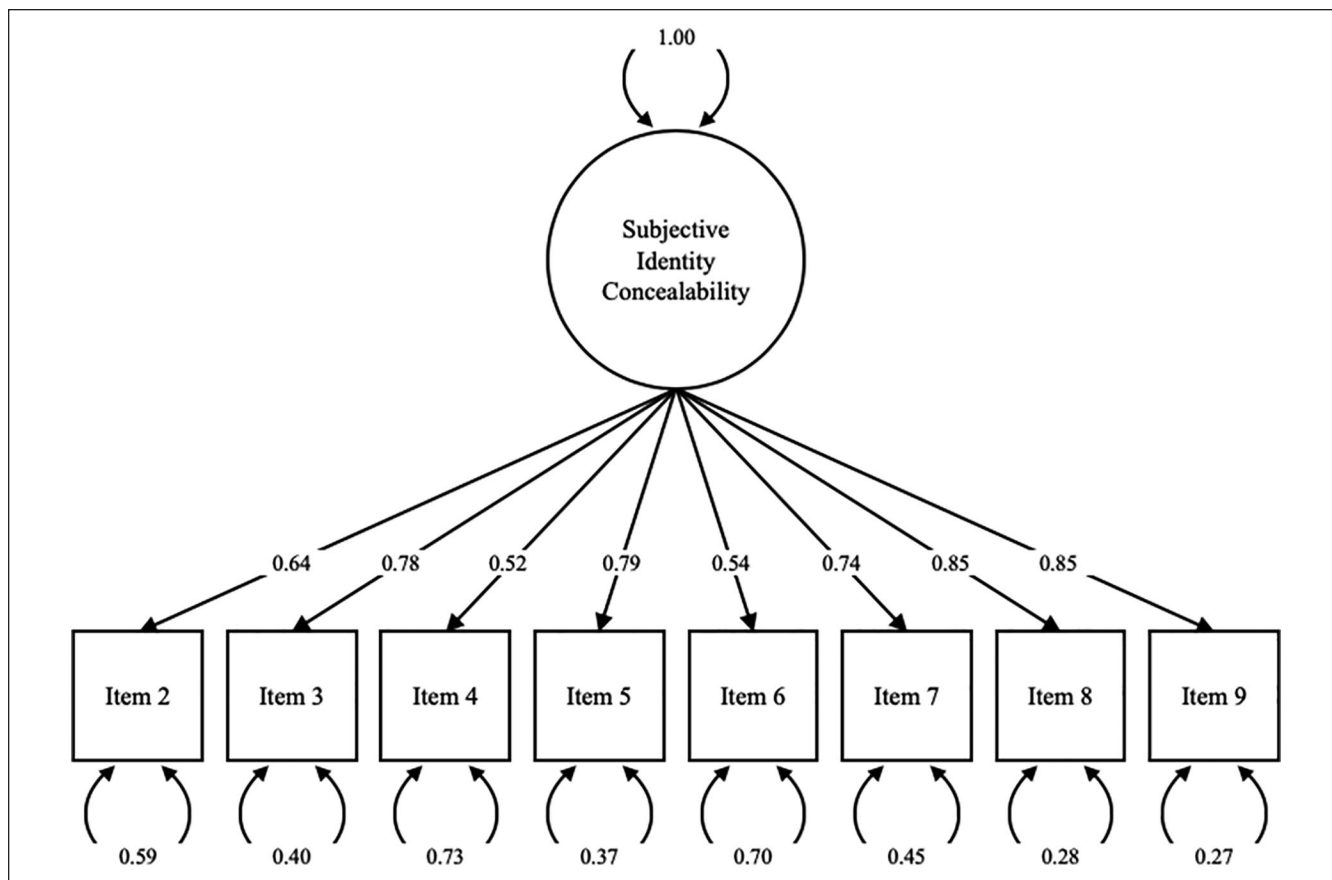 1.00
Subjective
Identity
Concealability
0.64 0.78 0.52 0.79 0.54 0.74 0.85 0.85
Item 2 Item 3 Item 4 Item 5 Item 6 Item 7 Item 8 Item 9
0.59 0.40 0.73 0.37 0.70 0.45 0.28 0.27